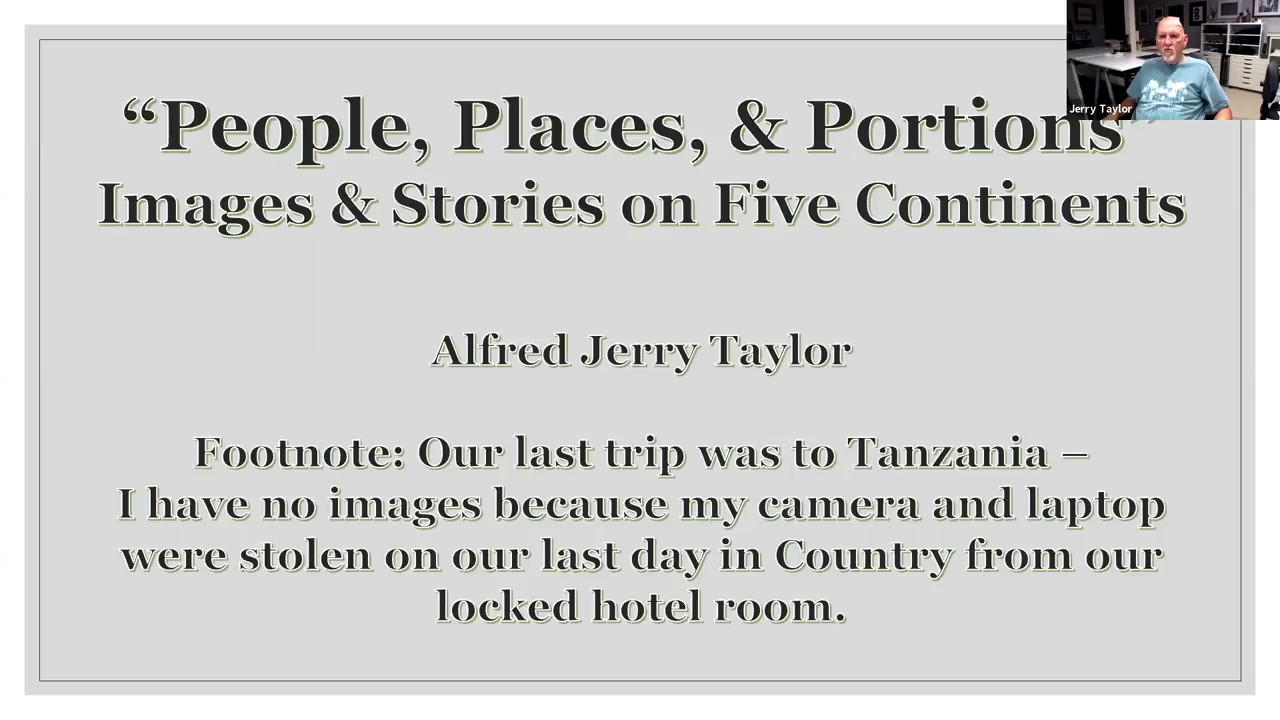 “People, Places, & Portions”
Images & Stories on Five Continents
Alfred Jerry Taylor
Footnote: Our last trip was to Tanzania –
I have no images because my camera and laptop
were stolen on our last day in Country from our
locked hotel room.
Jerry Taylor